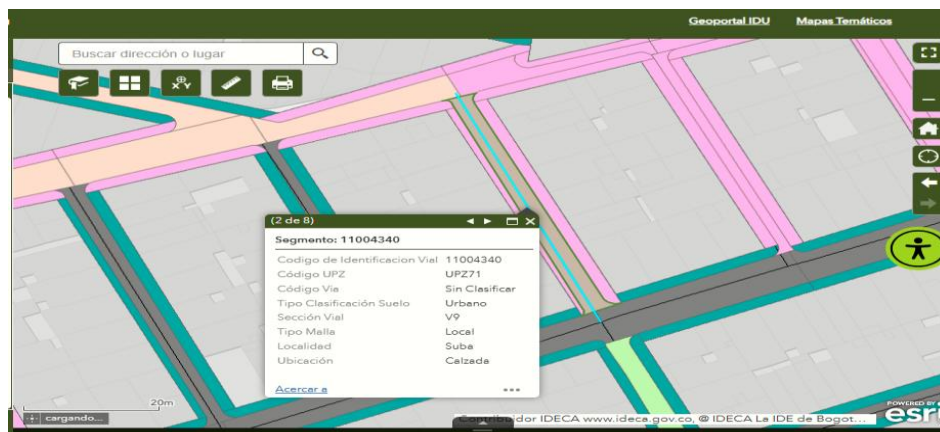 Geoportal IDU Mapas Temáticos
Buscar dirección o lugar
XY
(2 de 8)
Segmento: 11004340
Codigo de Identificacion Vial 11004340
Código UPZ UPZ71
Código Via Sin Clasificar
Tipo Clasificación Suelo Urbano
Sección Vial V9
Tipo Malla Local
Localidad Suba
Ubicación Calzada
Acercar a
20m
cargando...
Contribuidor IDECA www.ideca.gov.co, @ IDECA La IDE de Bogot...
POWERED BY
esri